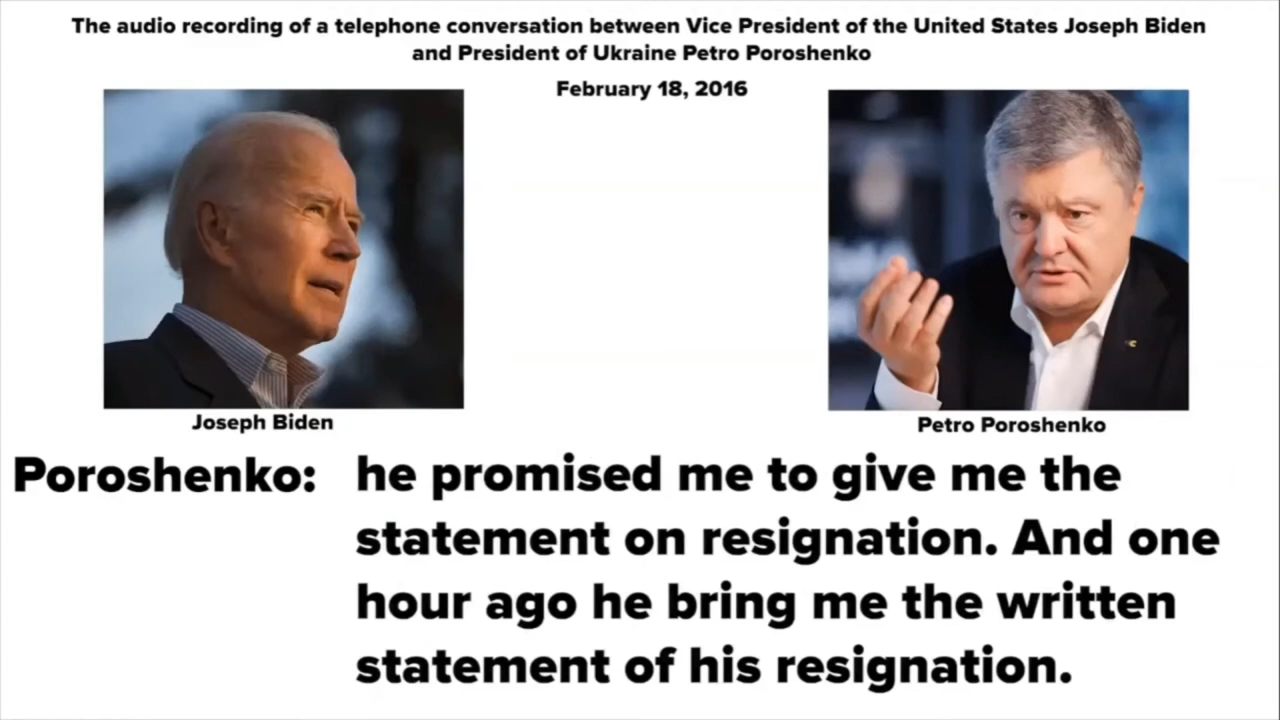 The audio recording of a telephone conversation between Vice President of the United States Joseph Biden
and President of Ukraine Petro Poroshenko
February 18, 2016
Joseph Biden
Petro Poroshenko
Poroshenko: he promised me to give me the
statement on resignation. And one
hour ago he bring me the written
statement of his resignation.